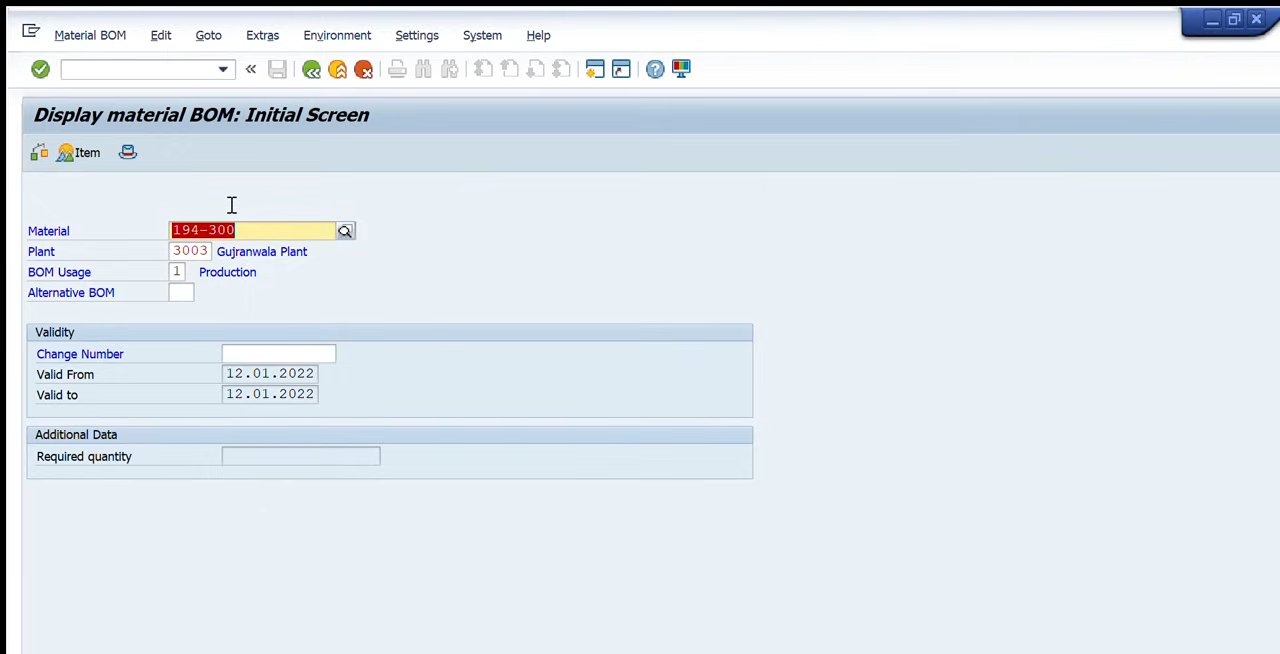 Material BOM Edit Goto Extras Environment Settings System Help
Display material BOM: Initial Screen
Item
Material 194-300
Plant 3003 Gujranwala Plant
BOM Usage 1 Production
Alternative BOM
Validity
Change Number
Valid From 12.01.2022
Valid to 12.01.2022
Additional Data
Required quantity